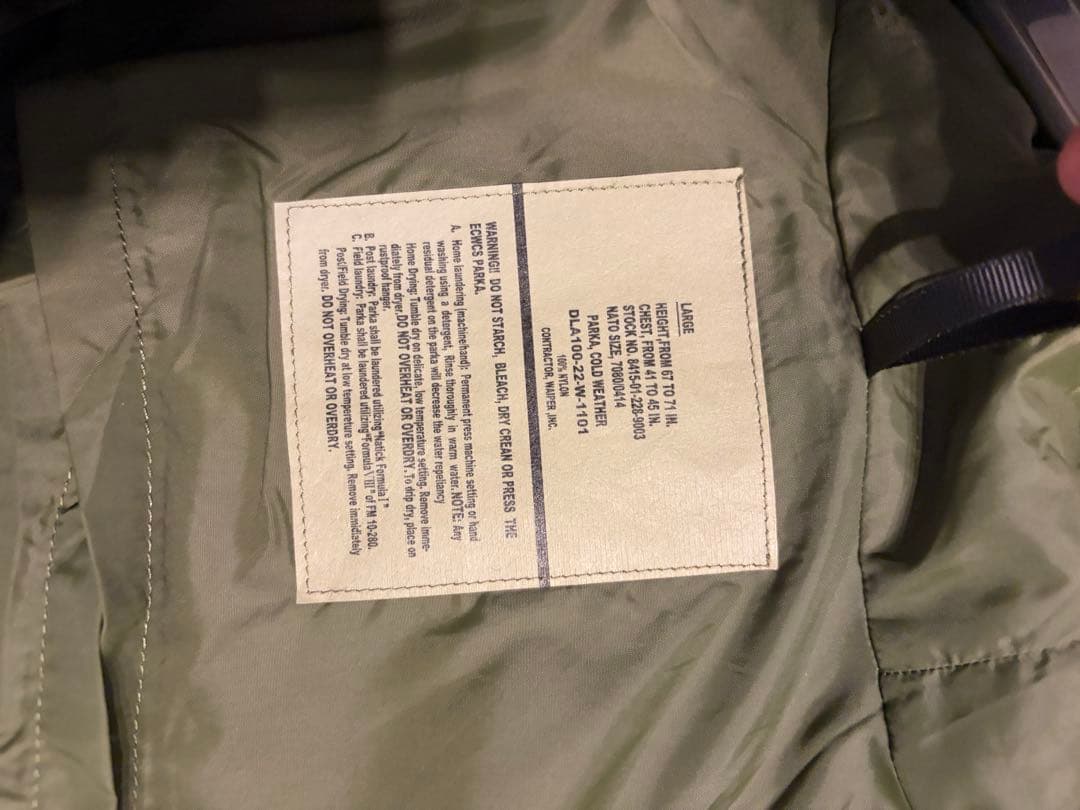 LARGE
HEIGHT,FROM 67 TO 71 IN.
CHEST, FROM 41 TO 45 IN.
STOCK NO. 8415-01-228-9003
NATO SIZE, 7080/0414
PARKA, COLD WEATHER
DLA100-22-W-1101
100% NYLON
CONTRACTOR, WAIPER ,INC.
WARNING!! DO NOT STARCH, BLEACH, DRY CREAN OR PRESS THE
ECWCS PARKA.
A. Home laundering (machine/hand): Permanent press machine setting or hand
washing using a detergent, Rinse thoroughly in warm water. NOTE: Any
residual detergent on the parka will decrease the water repeliancy
Home Drying: Tumble dry on delicate, low temperature setting. Remove imme-
diately from dryer.DO NOT OVERHEAT OR OVERDRY.To drip dry, place on
rustproof hanger.
B. Post laundry: Parka shall be laundered utilizing "Natick Formula I"
C. Field laundry: Parka shall be laundered utilizing "Formula VIII" of FM 10-280.
Post/Field Drying: Tumble dry at low tempereture setting. Remove immidiately
from dryer. DO NOT OVERHEAT OR OVERDRY.